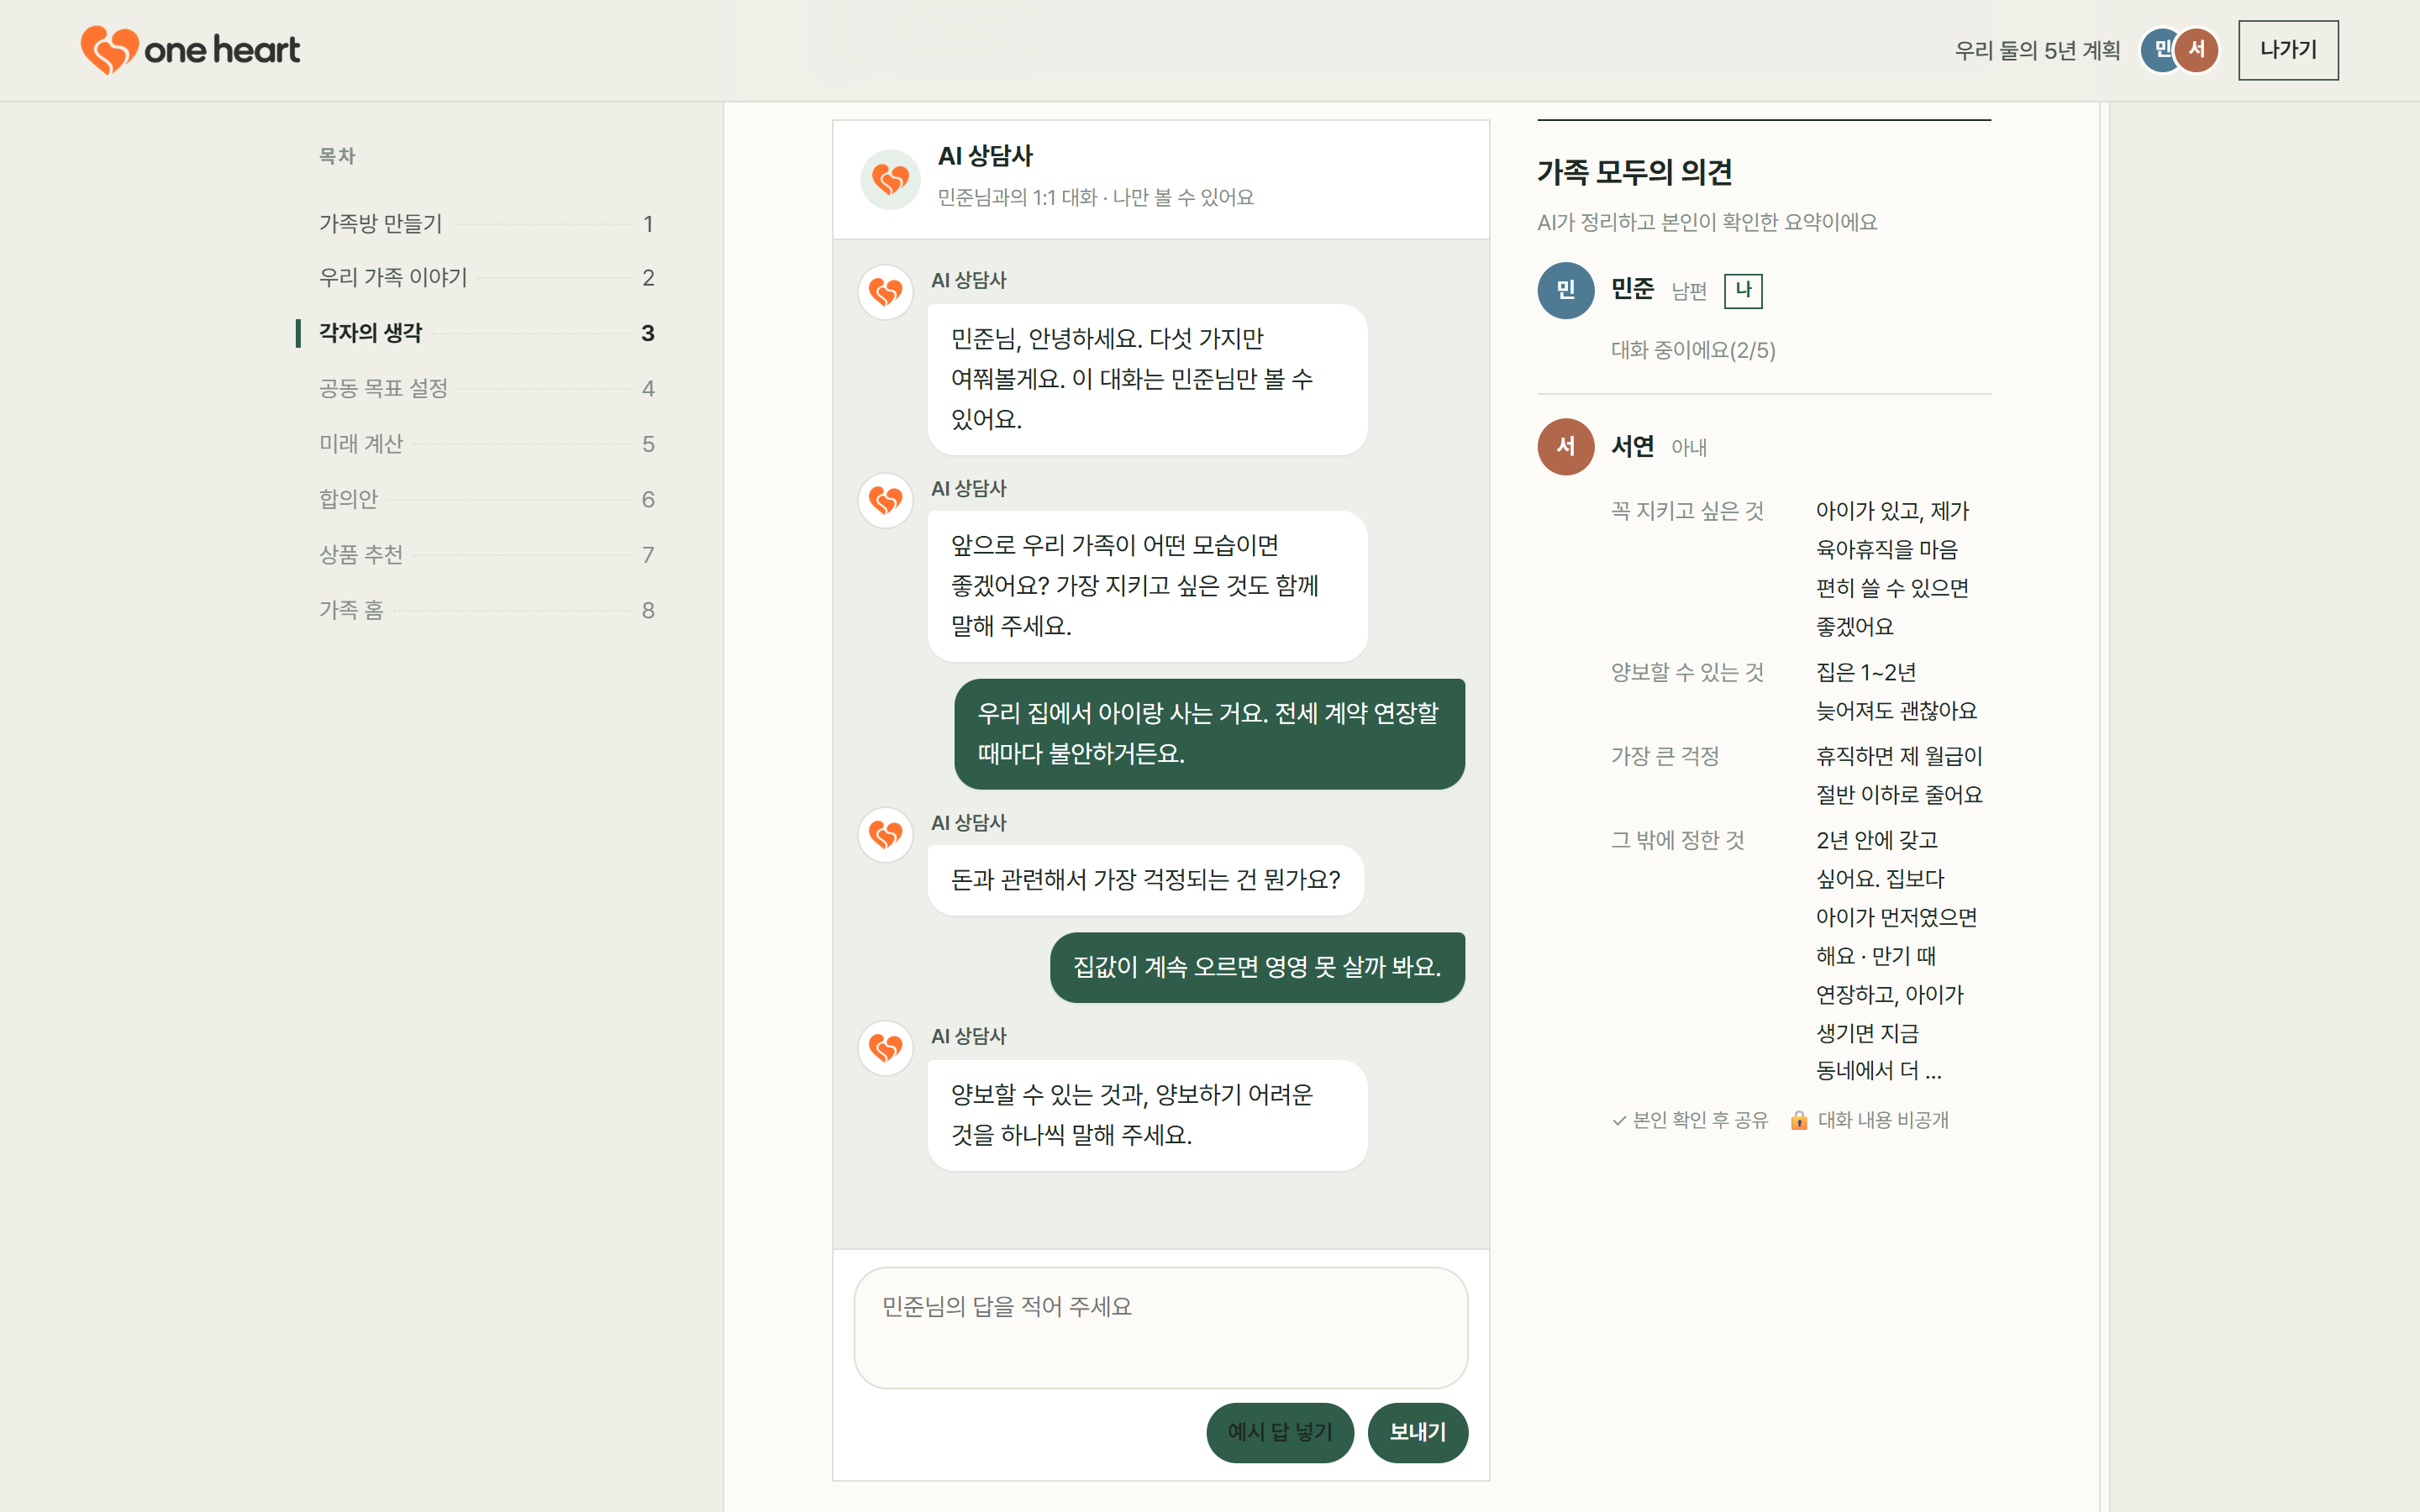 one heart
우리 둘의 5년 계획
민
서
나가기
목차
가족방 만들기 1
우리 가족 이야기 2
각자의 생각 3
공동 목표 설정 4
미래 계산 5
합의안 6
상품 추천 7
가족 홈 8
AI 상담사
민준님과의 1:1 대화 · 나만 볼 수 있어요
AI 상담사
민준님, 안녕하세요. 다섯 가지만
여쭤볼게요. 이 대화는 민준님만 볼 수
있어요.
AI 상담사
앞으로 우리 가족이 어떤 모습이면
좋겠어요? 가장 지키고 싶은 것도 함께
말해 주세요.
우리 집에서 아이랑 사는 거요. 전세 계약 연장할
때마다 불안하거든요.
AI 상담사
돈과 관련해서 가장 걱정되는 건 뭔가요?
집값이 계속 오르면 영영 못 살까 봐요.
AI 상담사
양보할 수 있는 것과, 양보하기 어려운
것을 하나씩 말해 주세요.
민준님의 답을 적어 주세요
예시 답 넣기
보내기
가족 모두의 의견
AI가 정리하고 본인이 확인한 요약이에요
민
민준 남편 나
대화 중이에요(2/5)
서
서연 아내
꼭 지키고 싶은 것 아이가 있고, 제가
육아휴직을 마음
편히 쓸 수 있으면
좋겠어요
양보할 수 있는 것 집은 1~2년
늦어져도 괜찮아요
가장 큰 걱정 휴직하면 제 월급이
절반 이하로 줄어요
그 밖에 정한 것 2년 안에 갖고
싶어요. 집보다
아이가 먼저였으면
해요 · 만기 때
연장하고, 아이가
생기면 지금
동네에서 더 ...
✓ 본인 확인 후 공유 🔒 대화 내용 비공개